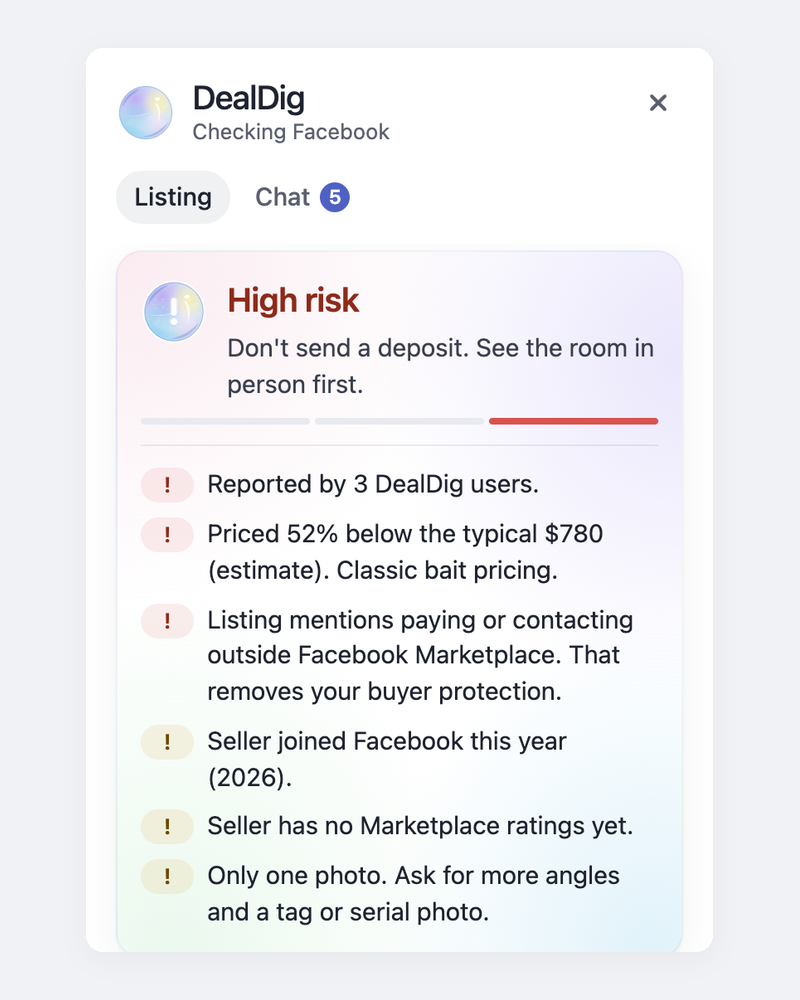 DealDig
Checking Facebook
Listing
Chat 5
High risk
Don't send a deposit. See the room in
person first.
! Reported by 3 DealDig users.
! Priced 52% below the typical $780
(estimate). Classic bait pricing.
! Listing mentions paying or contacting
outside Facebook Marketplace. That
removes your buyer protection.
! Seller joined Facebook this year
(2026).
! Seller has no Marketplace ratings yet.
! Only one photo. Ask for more angles
and a tag or serial photo.